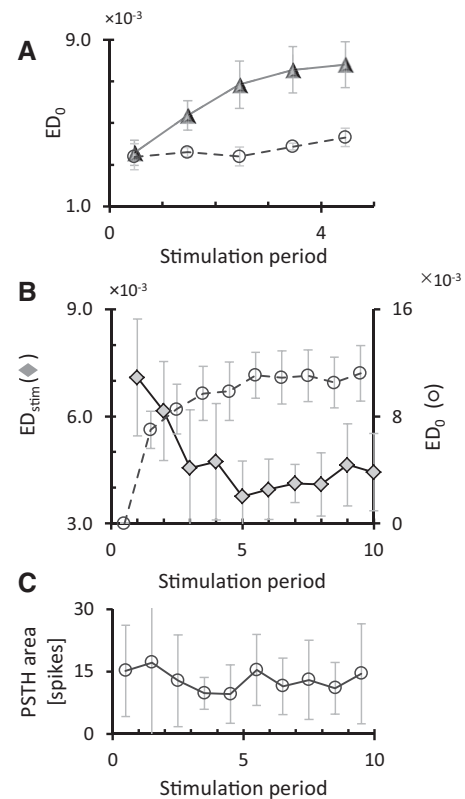 ×10⁻³
A
9.0
ED₀
1.0
0 4
Stimulation period
×10⁻³ ×10⁻³
B
9.0 16
EDstim (◆) ED₀ (○)
6.0 8
3.0 0
0 5 10
Stimulation period
C
30
PSTH area
[spikes]
15
0
0 5 10
Stimulation period